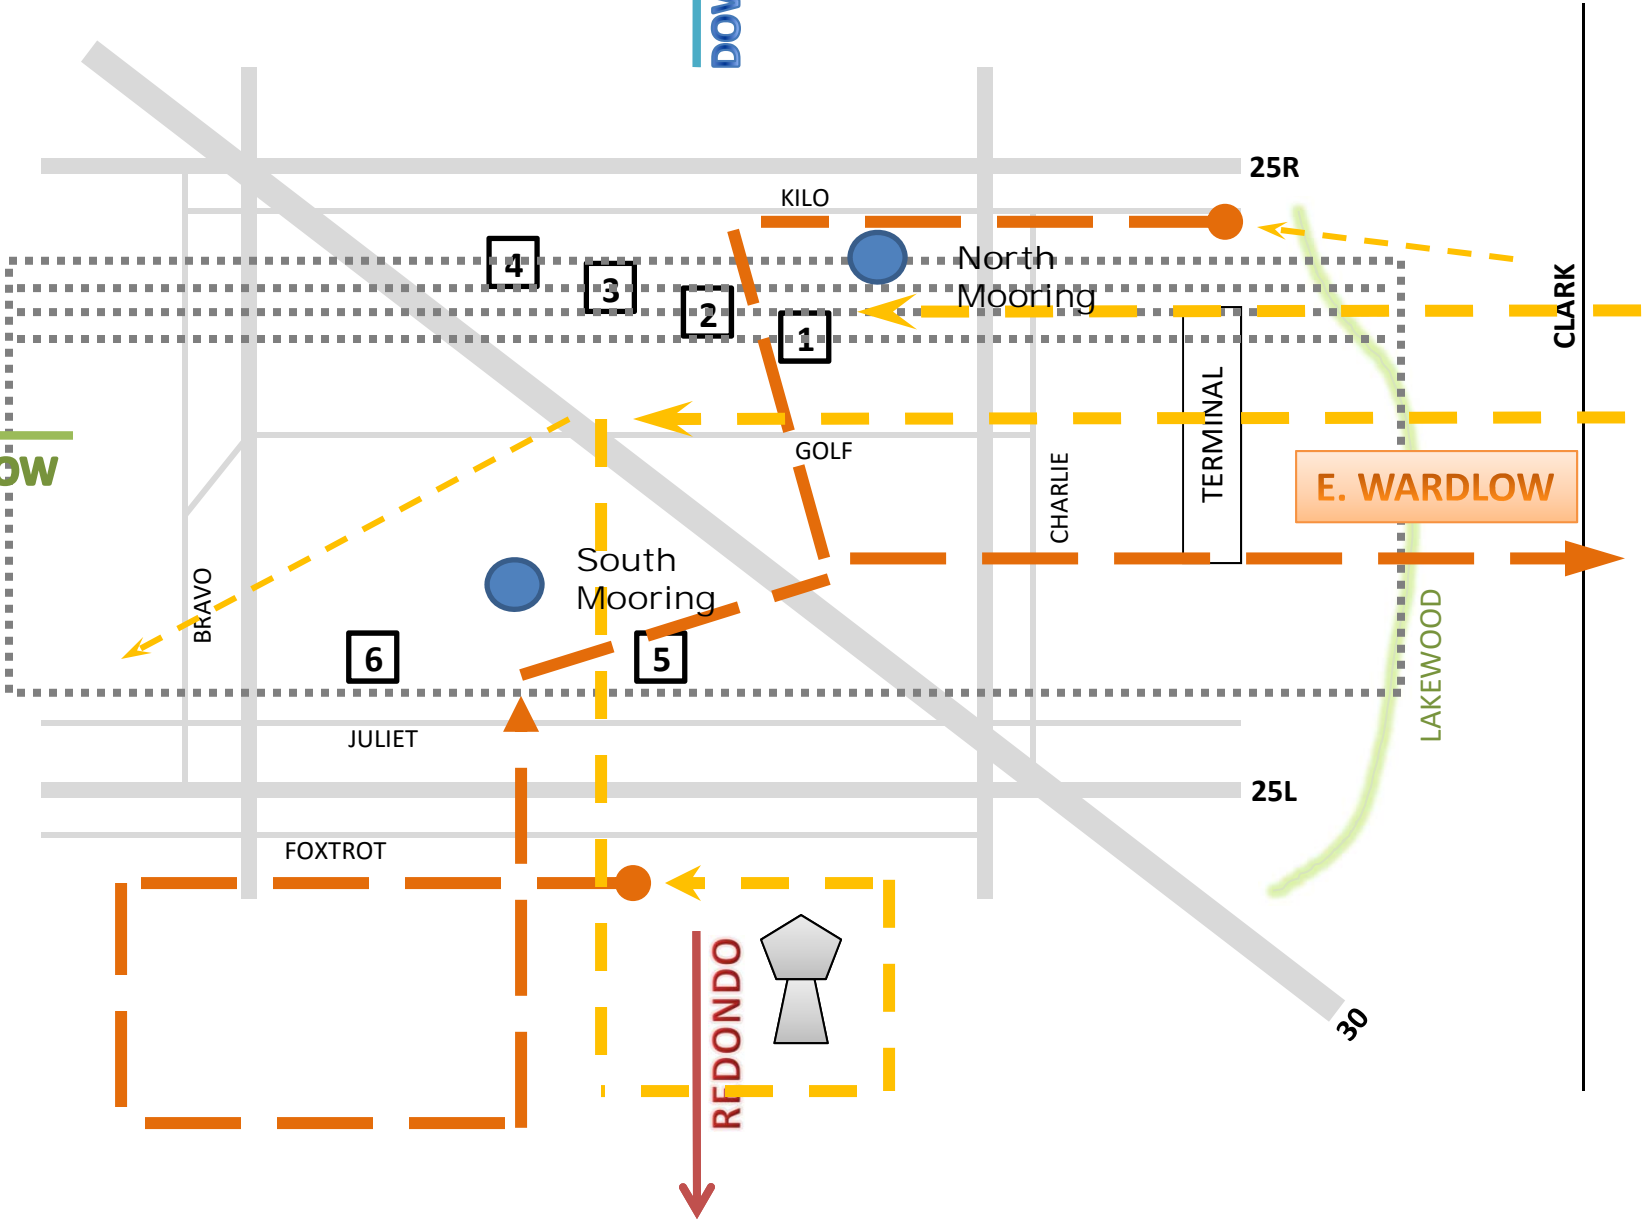 DOW
25R
KILO
4
3
2
1
North
Mooring
CLARK
TERMINAL
OW
GOLF
CHARLIE
E. WARDLOW
South
Mooring
BRAVO
6
5
LAKEWOOD
JULIET
25L
FOXTROT
REDONDO
30